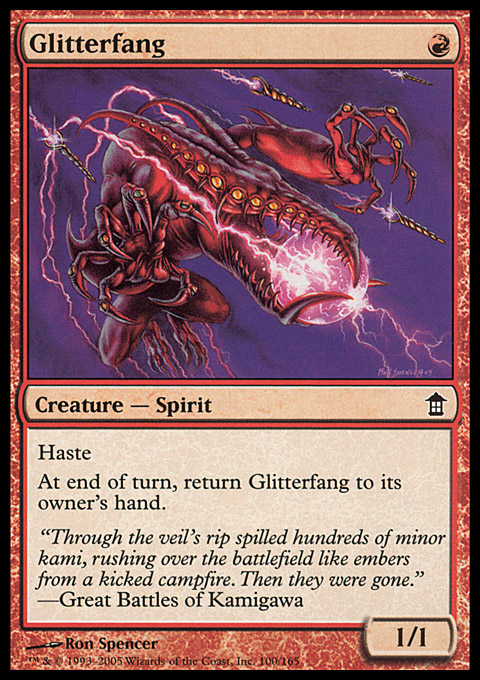 Glitterfang
Creature — Spirit
Haste
At end of turn, return Glitterfang to its
owner's hand.
"Through the veil's rip spilled hundreds of minor
kami, rushing over the battlefield like embers
from a kicked campfire. Then they were gone."
—Great Battles of Kamigawa
Ron Spencer
1/1
™ & © 1993–2005 Wizards of the Coast, Inc. 100/165